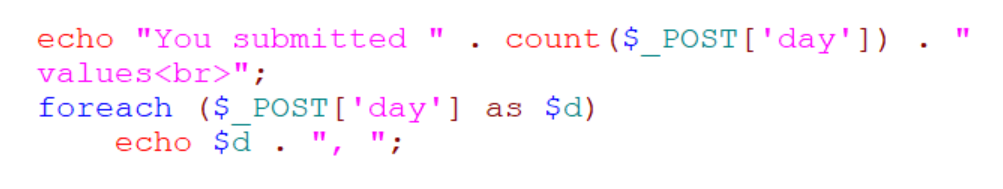 echo "You submitted " . count($_POST['day']) . "
values<br>";
foreach ($_POST['day'] as $d)
    echo $d . ", ";